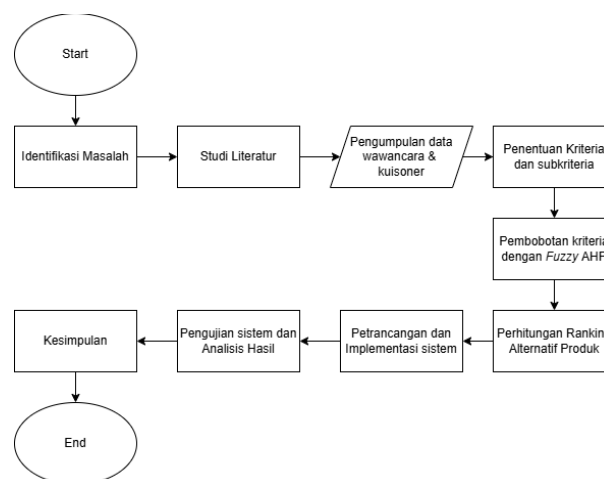 Start
Identifikasi Masalah
Studi Literatur
Pengumpulan data
wawancara &
kuisoner
Penentuan Kriteria
dan subkriteria
Pembobotan kriteria
dengan Fuzzy AHP
Perhitungan Rankin
Alternatif Produk
Petrancangan dan
Implementasi sistem
Pengujian sistem dan
Analisis Hasil
Kesimpulan
End